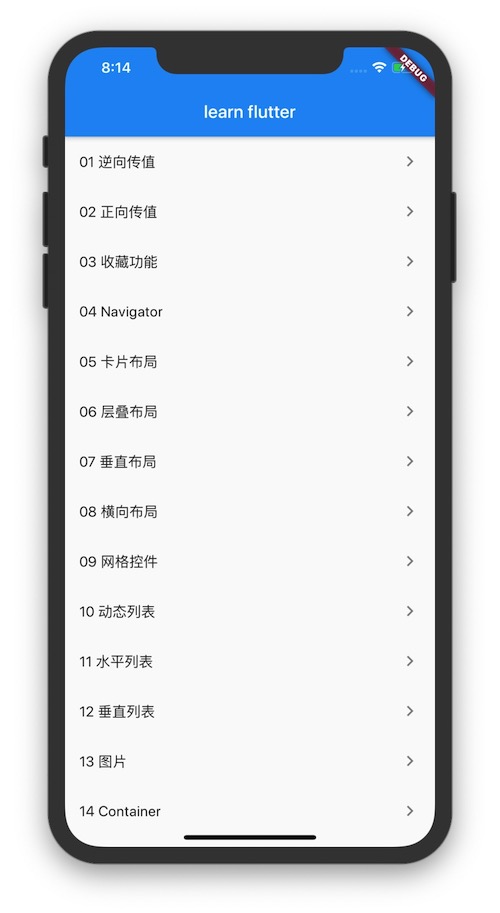 8:14
DEBUG
learn flutter
01 逆向传值
02 正向传值
03 收藏功能
04 Navigator
05 卡片布局
06 层叠布局
07 垂直布局
08 横向布局
09 网格控件
10 动态列表
11 水平列表
12 垂直列表
13 图片
14 Container